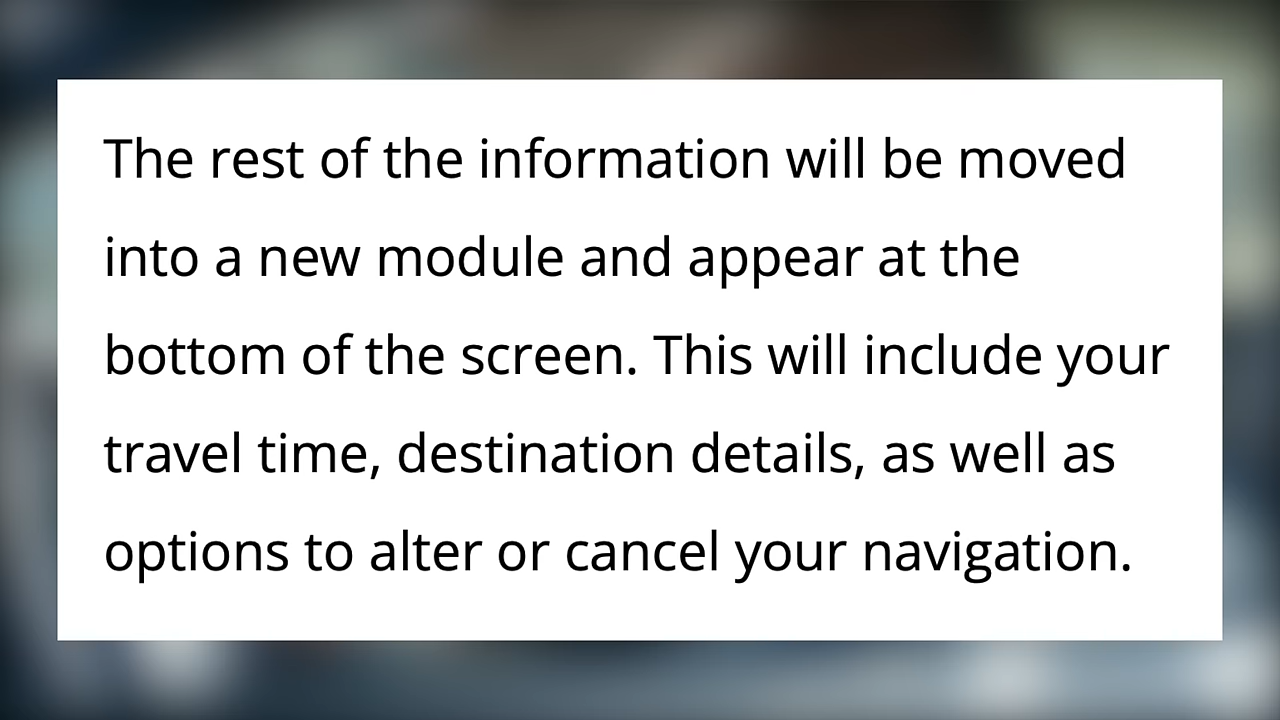 The rest of the information will be moved
into a new module and appear at the
bottom of the screen. This will include your
travel time, destination details, as well as
options to alter or cancel your navigation.